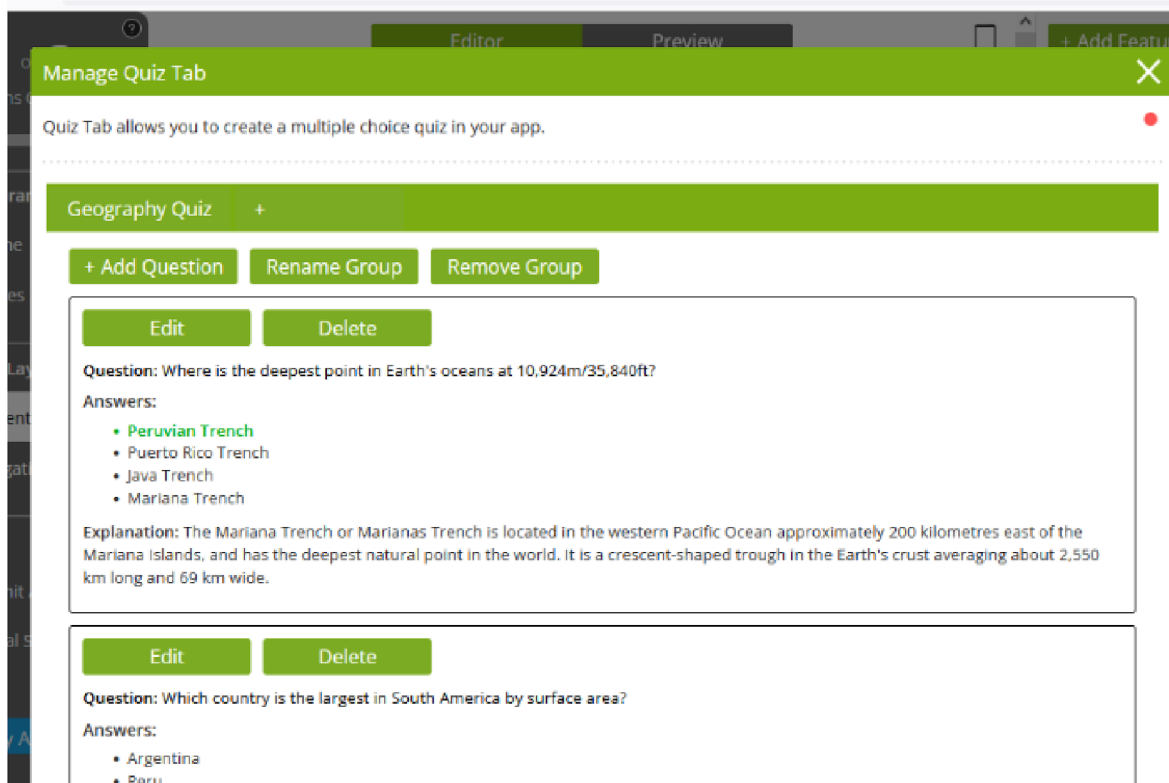 ?
Editor
Preview
+ Add Featu
Manage Quiz Tab
Quiz Tab allows you to create a multiple choice quiz in your app.
Geography Quiz +
+ Add Question
Rename Group
Remove Group
Edit
Delete
Question: Where is the deepest point in Earth's oceans at 10,924m/35,840ft?
Answers:
• Peruvian Trench
• Puerto Rico Trench
• Java Trench
• Mariana Trench
Explanation: The Mariana Trench or Marianas Trench is located in the western Pacific Ocean approximately 200 kilometres east of the
Mariana Islands, and has the deepest natural point in the world. It is a crescent-shaped trough in the Earth's crust averaging about 2,550
km long and 69 km wide.
Edit
Delete
Question: Which country is the largest in South America by surface area?
Answers:
• Argentina
• Peru